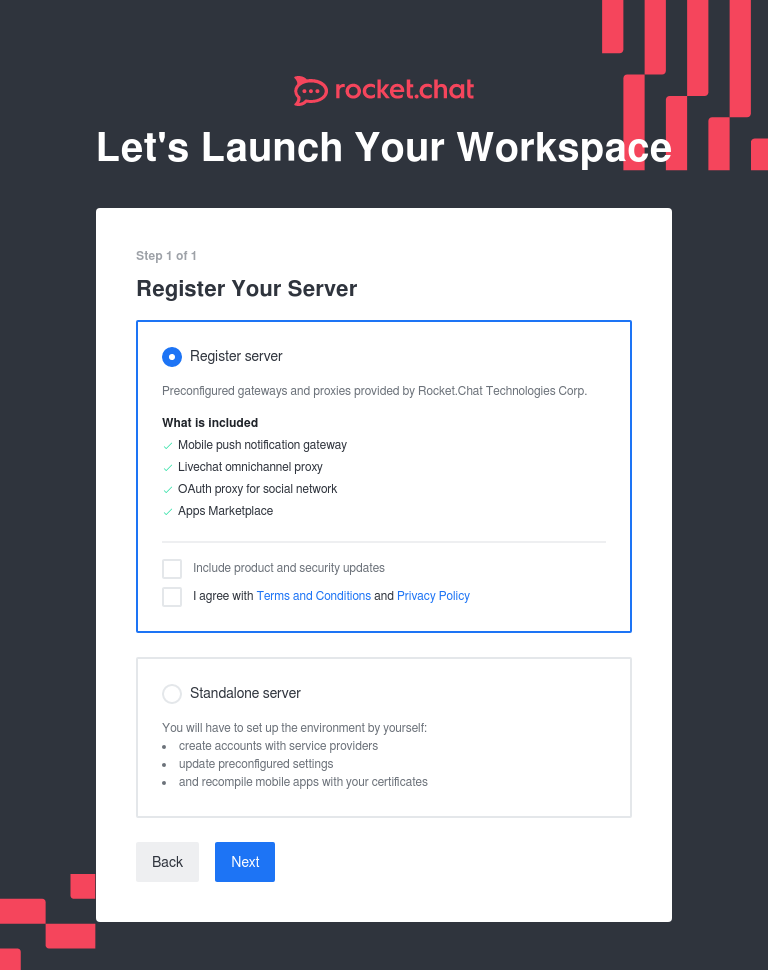 rocket.chat
Let's Launch Your Workspace
Step 1 of 1
Register Your Server
Register server
Preconfigured gateways and proxies provided by Rocket.Chat Technologies Corp.
What is included
Mobile push notification gateway
Livechat omnichannel proxy
OAuth proxy for social network
Apps Marketplace
Include product and security updates
I agree with Terms and Conditions and Privacy Policy
Standalone server
You will have to set up the environment by yourself:
• create accounts with service providers
• update preconfigured settings
• and recompile mobile apps with your certificates
Back Next